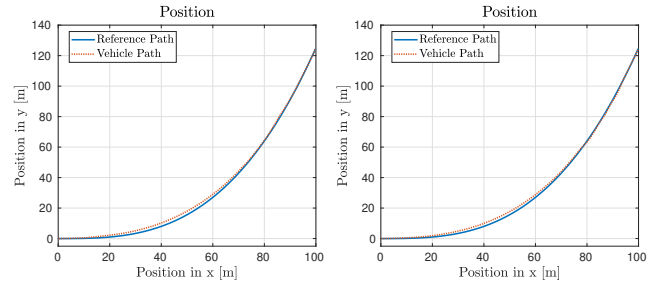 Position
Reference Path
Vehicle Path
Position in y [m]
140
120
100
80
60
40
20
0
0 20 40 60 80 100
Position in x [m]
Position
Reference Path
Vehicle Path
Position in y [m]
140
120
100
80
60
40
20
0
0 20 40 60 80 100
Position in x [m]